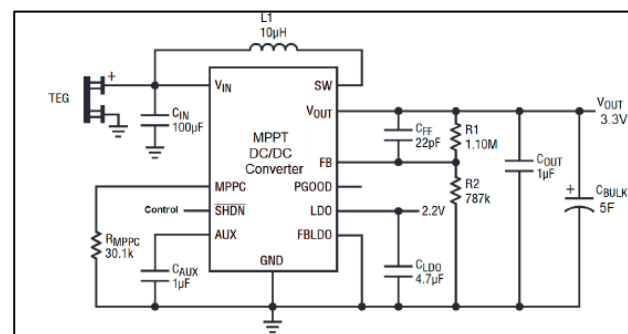 L1
10µH
TEG
+
VIN
SW
CIN
100µF
VOUT
VOUT
3.3V
MPPT
DC/DC
Converter
CFF
22pF
R1
1.10M
FB
COUT
1µF
MPPC
PGOOD
R2
787k
+
CBULK
5F
Control
SHDN
LDO
2.2V
RMPPC
30.1k
AUX
FBLDO
CAUX
1µF
GND
CLDO
4.7µF